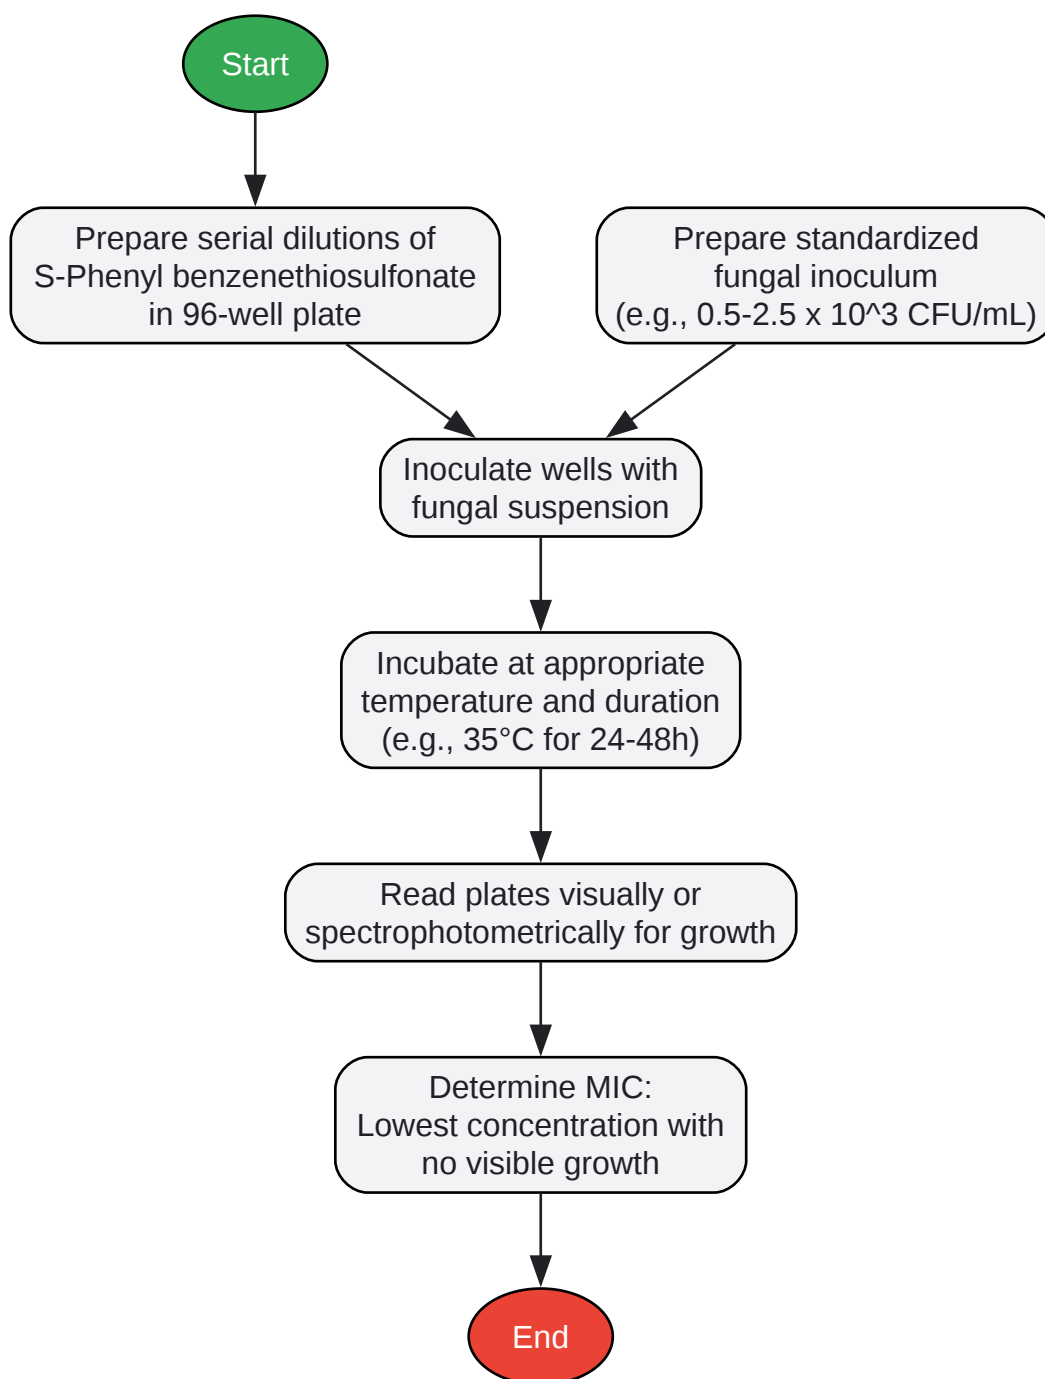 Start
Prepare serial dilutions of
S-Phenyl benzenethiosulfonate
in 96-well plate
Prepare standardized
fungal inoculum
(e.g., 0.5-2.5 x 10^3 CFU/mL)
Inoculate wells with
fungal suspension
Incubate at appropriate
temperature and duration
(e.g., 35°C for 24-48h)
Read plates visually or
spectrophotometrically for growth
Determine MIC:
Lowest concentration with
no visible growth
End